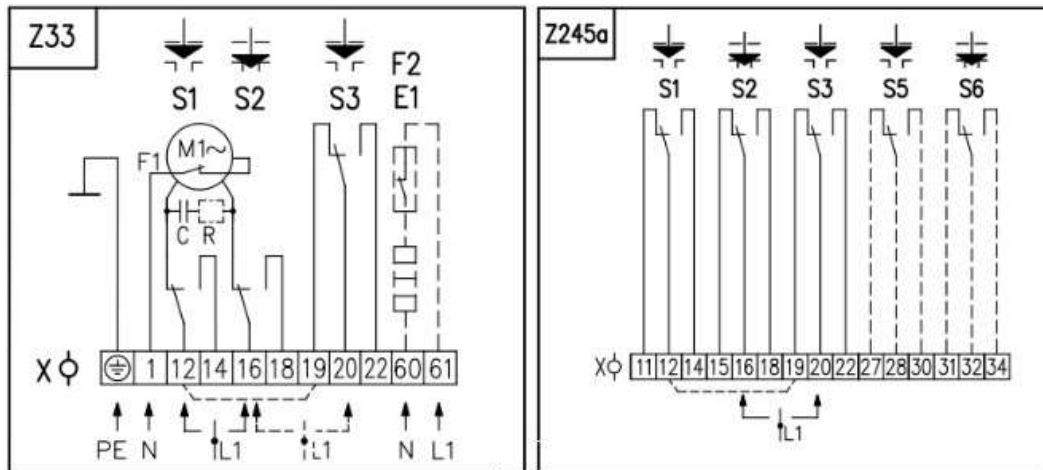 Z33
S1 S2 S3 F2
E1
F1 M1~
C R
X 1 12 14 16 18 19 20 22 60 61
L1 L1
PE N N L1
Z245a
S1 S2 S3 S5 S6
X 11 12 14 15 16 18 19 20 22 27 28 30 31 32 34
L1